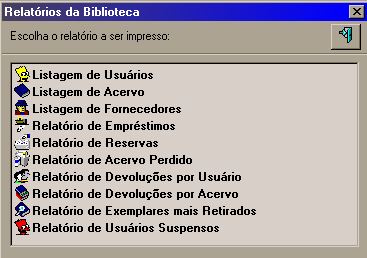 Relatórios da Biblioteca
Escolha o relatório a ser impresso:
Listagem de Usuários
Listagem de Acervo
Listagem de Fornecedores
Relatório de Empréstimos
Relatório de Reservas
Relatório de Acervo Perdido
Relatório de Devoluções por Usuário
Relatório de Devoluções por Acervo
Relatório de Exemplares mais Retirados
Relatório de Usuários Suspensos